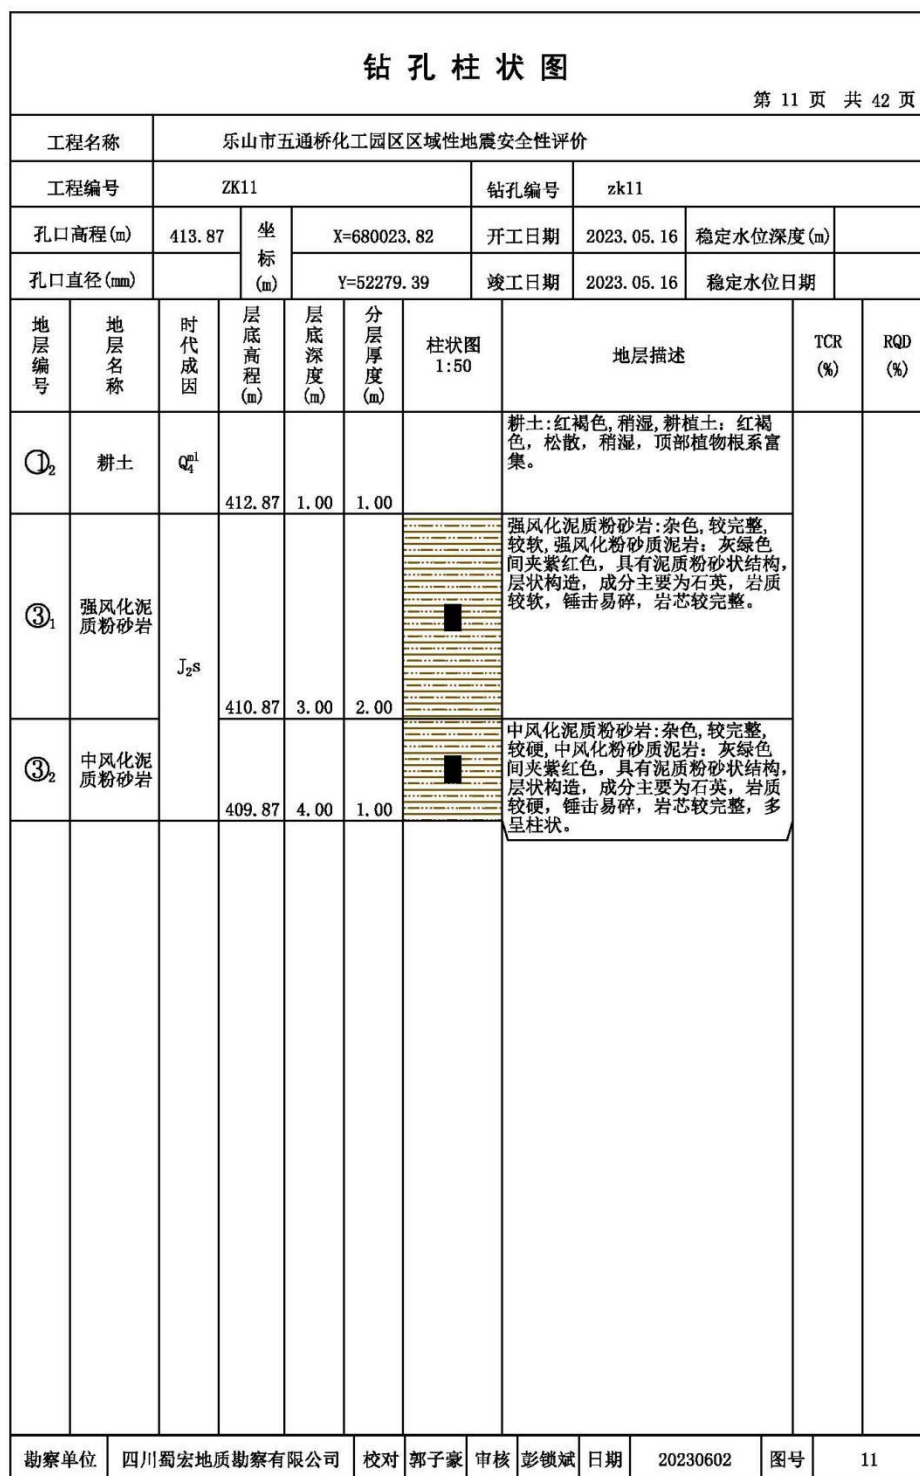 钻孔柱状图
第 11 页 共 42 页
工程名称 乐山市五通桥化工园区区域性地震安全性评价
工程编号 ZK11 钻孔编号 zk11
孔口高程(m) 413.87 坐标(m) X=680023.82 开工日期 2023.05.16 稳定水位深度(m)
孔口直径(mm) Y=52279.39 竣工日期 2023.05.16 稳定水位日期
地层编号 地层名称 时代成因 层底高程(m) 层底深度(m) 分层厚度(m) 柱状图 1:50 地层描述 TCR (%) RQD (%)
①₂ 耕土 Q₄ᵐˡ 412.87 1.00 1.00
耕土:红褐色,稍湿,耕植土：红褐
色，松散，稍湿，顶部植物根系富
集。
③₁ 强风化泥质粉砂岩 J₂s 410.87 3.00 2.00
强风化泥质粉砂岩:杂色,较完整,
较软,强风化粉砂质泥岩：灰绿色
间夹紫红色，具有泥质粉砂状结构，
层状构造，成分主要为石英，岩质
较软，锤击易碎，岩芯较完整。
③₂ 中风化泥质粉砂岩 409.87 4.00 1.00
中风化泥质粉砂岩:杂色,较完整,
较硬,中风化粉砂质泥岩：灰绿色
间夹紫红色，具有泥质粉砂状结构，
层状构造，成分主要为石英，岩质
较硬，锤击易碎，岩芯较完整，多
呈柱状。
勘察单位 四川蜀宏地质勘察有限公司 校对 郭子豪 审核 彭锁斌 日期 20230602 图号 11